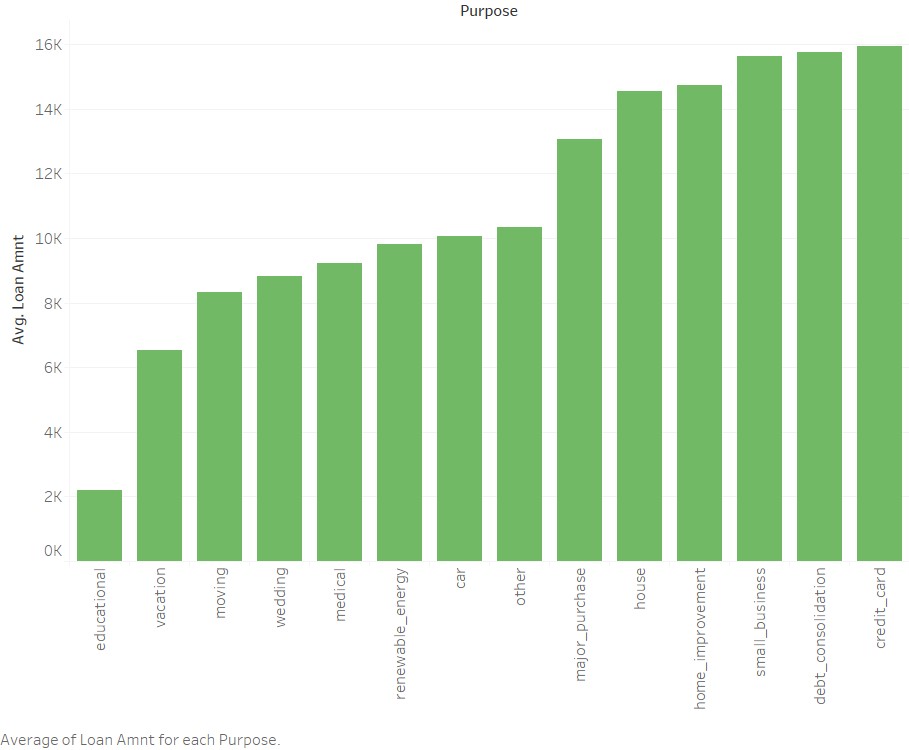 Purpose
Avg. Loan Amnt
16K
14K
12K
10K
8K
6K
4K
2K
0K
educational
vacation
moving
wedding
medical
renewable_energy
car
other
major_purchase
house
home_improvement
small_business
debt_consolidation
credit_card
Average of Loan Amnt for each Purpose.